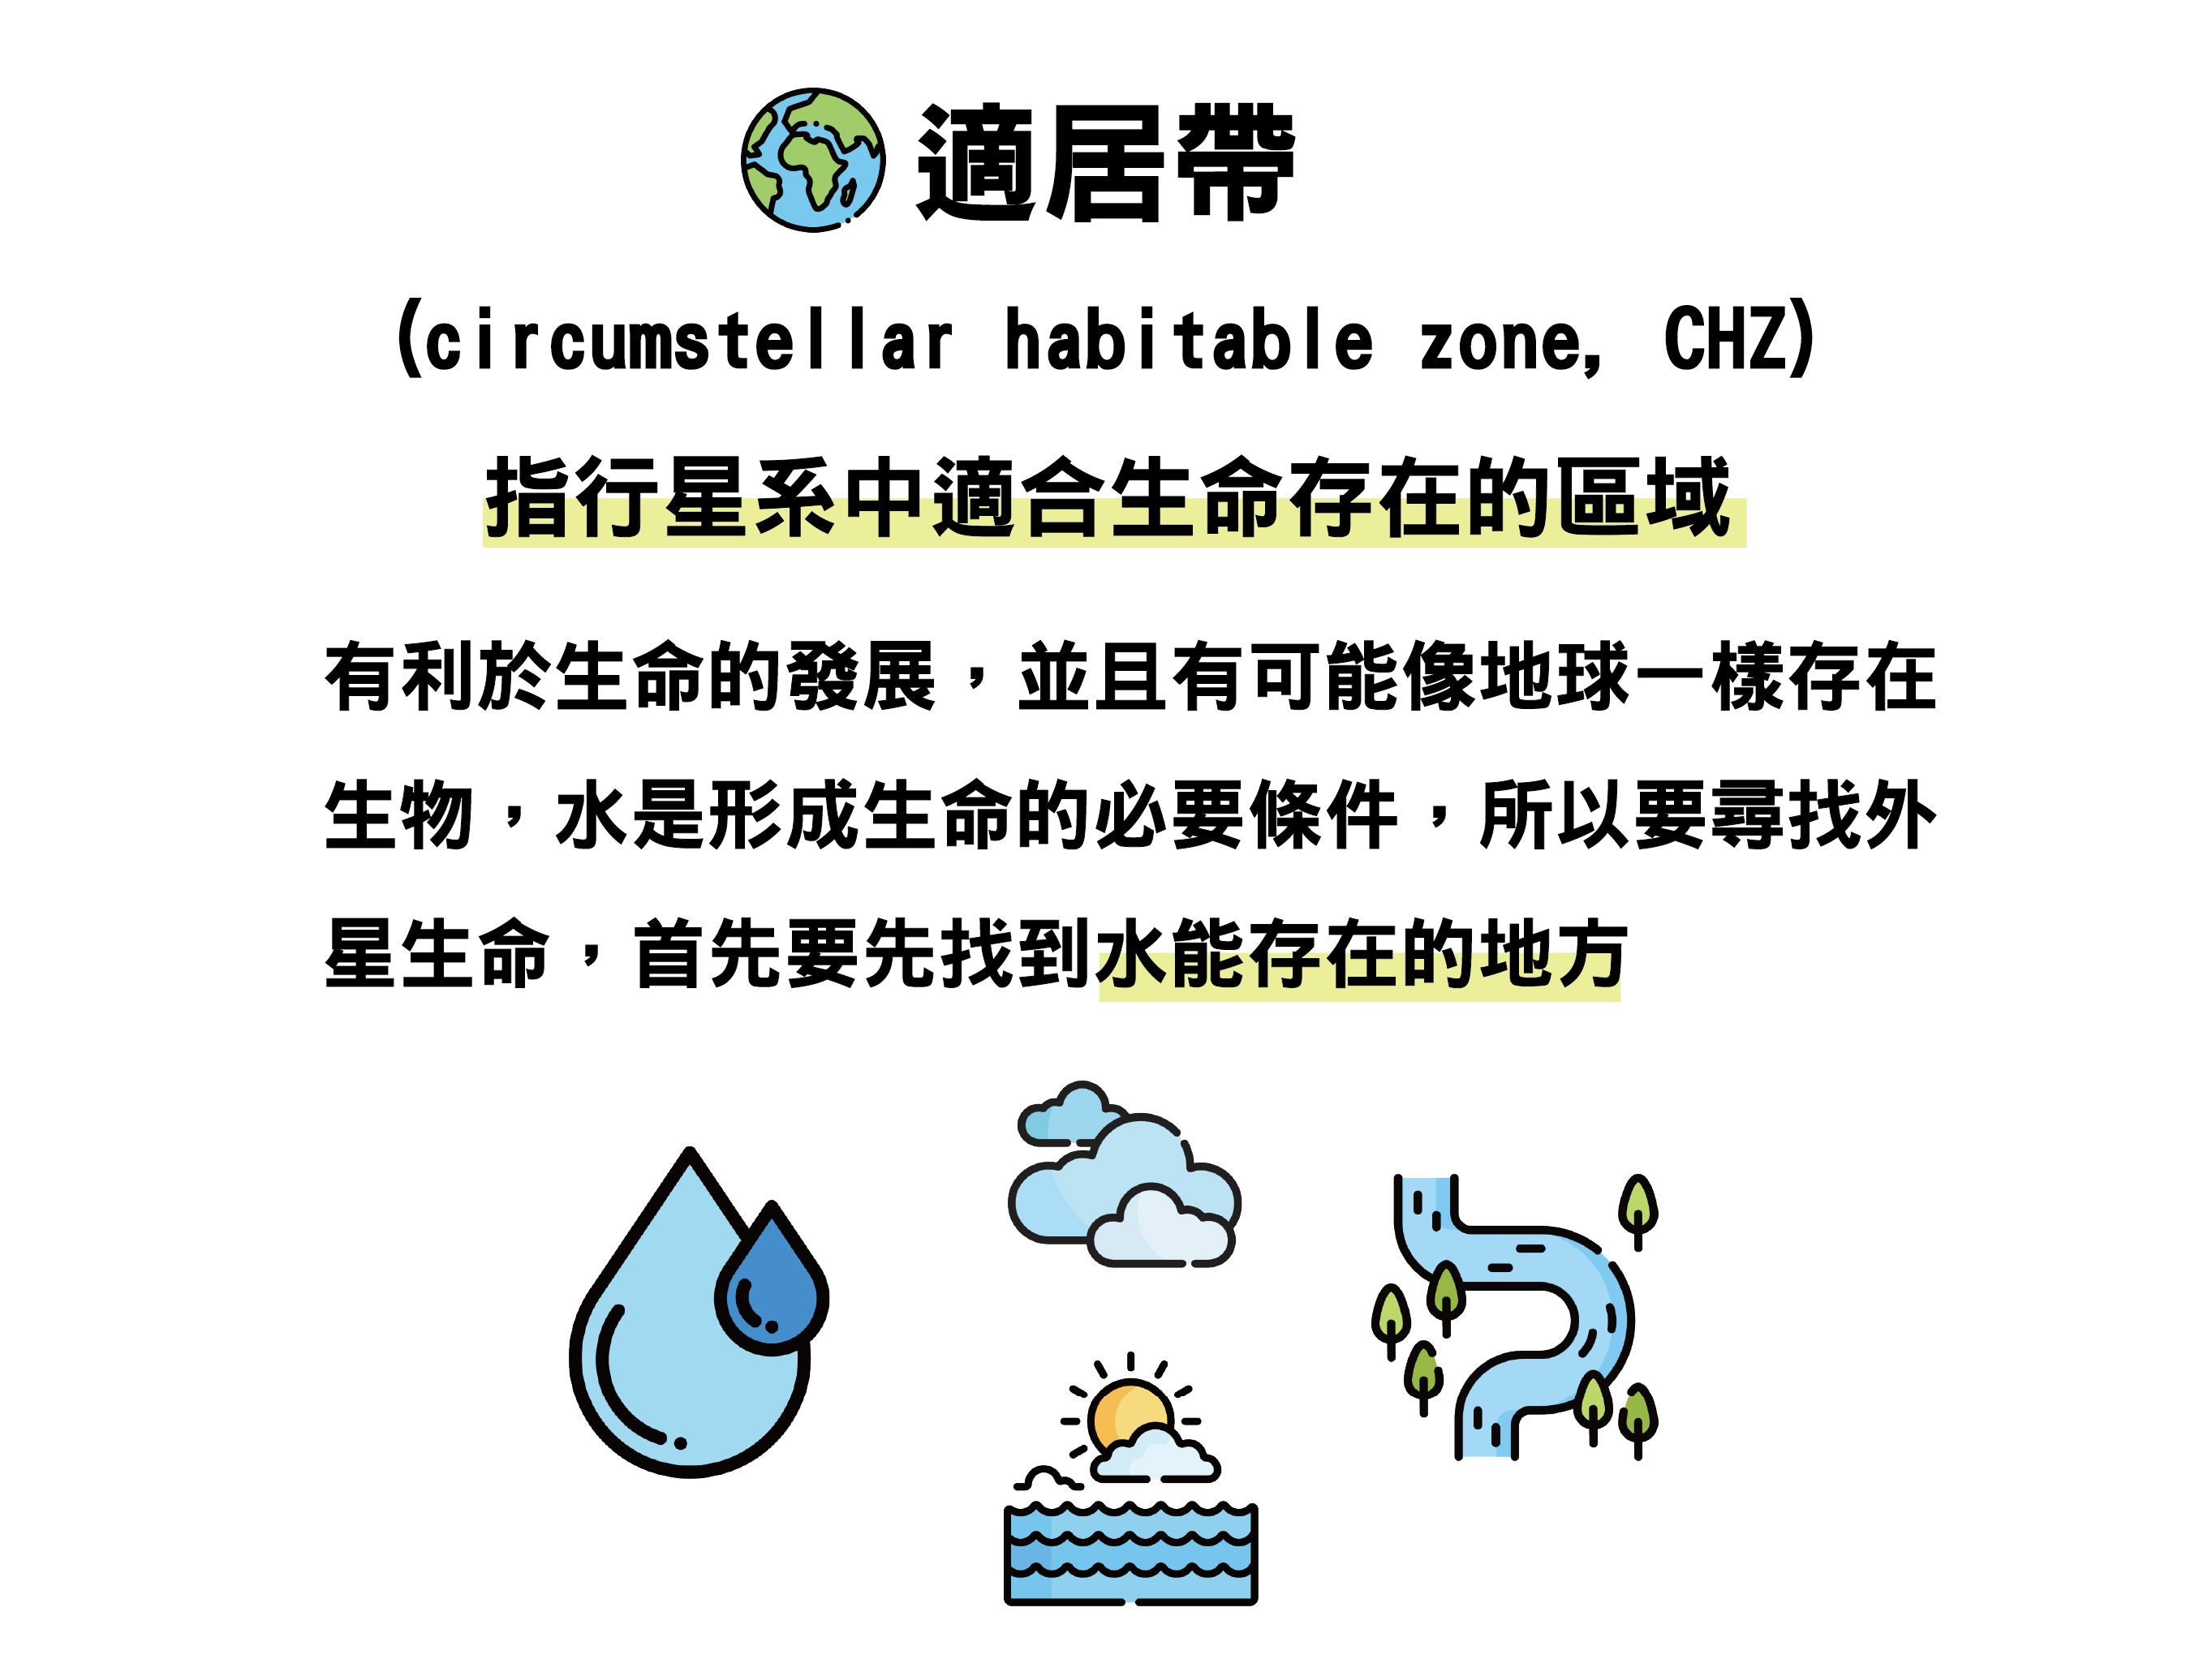 適居帶
(circumstellar habitable zone, CHZ)
指行星系中適合生命存在的區域
有利於生命的發展，並且有可能像地球一樣存在
生物，水是形成生命的必要條件，所以要尋找外
星生命，首先要先找到水能存在的地方